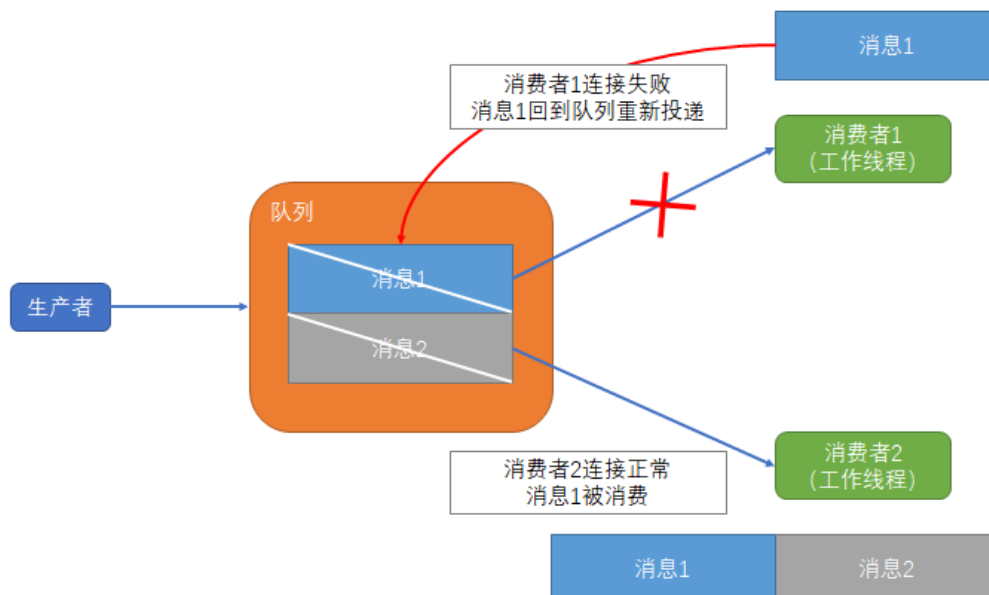 消息1
消费者1连接失败
消息1回到队列重新投递
消费者1
（工作线程）
队列
消息1
生产者
消息2
消费者2连接正常
消息1被消费
消费者2
（工作线程）
消息1
消息2